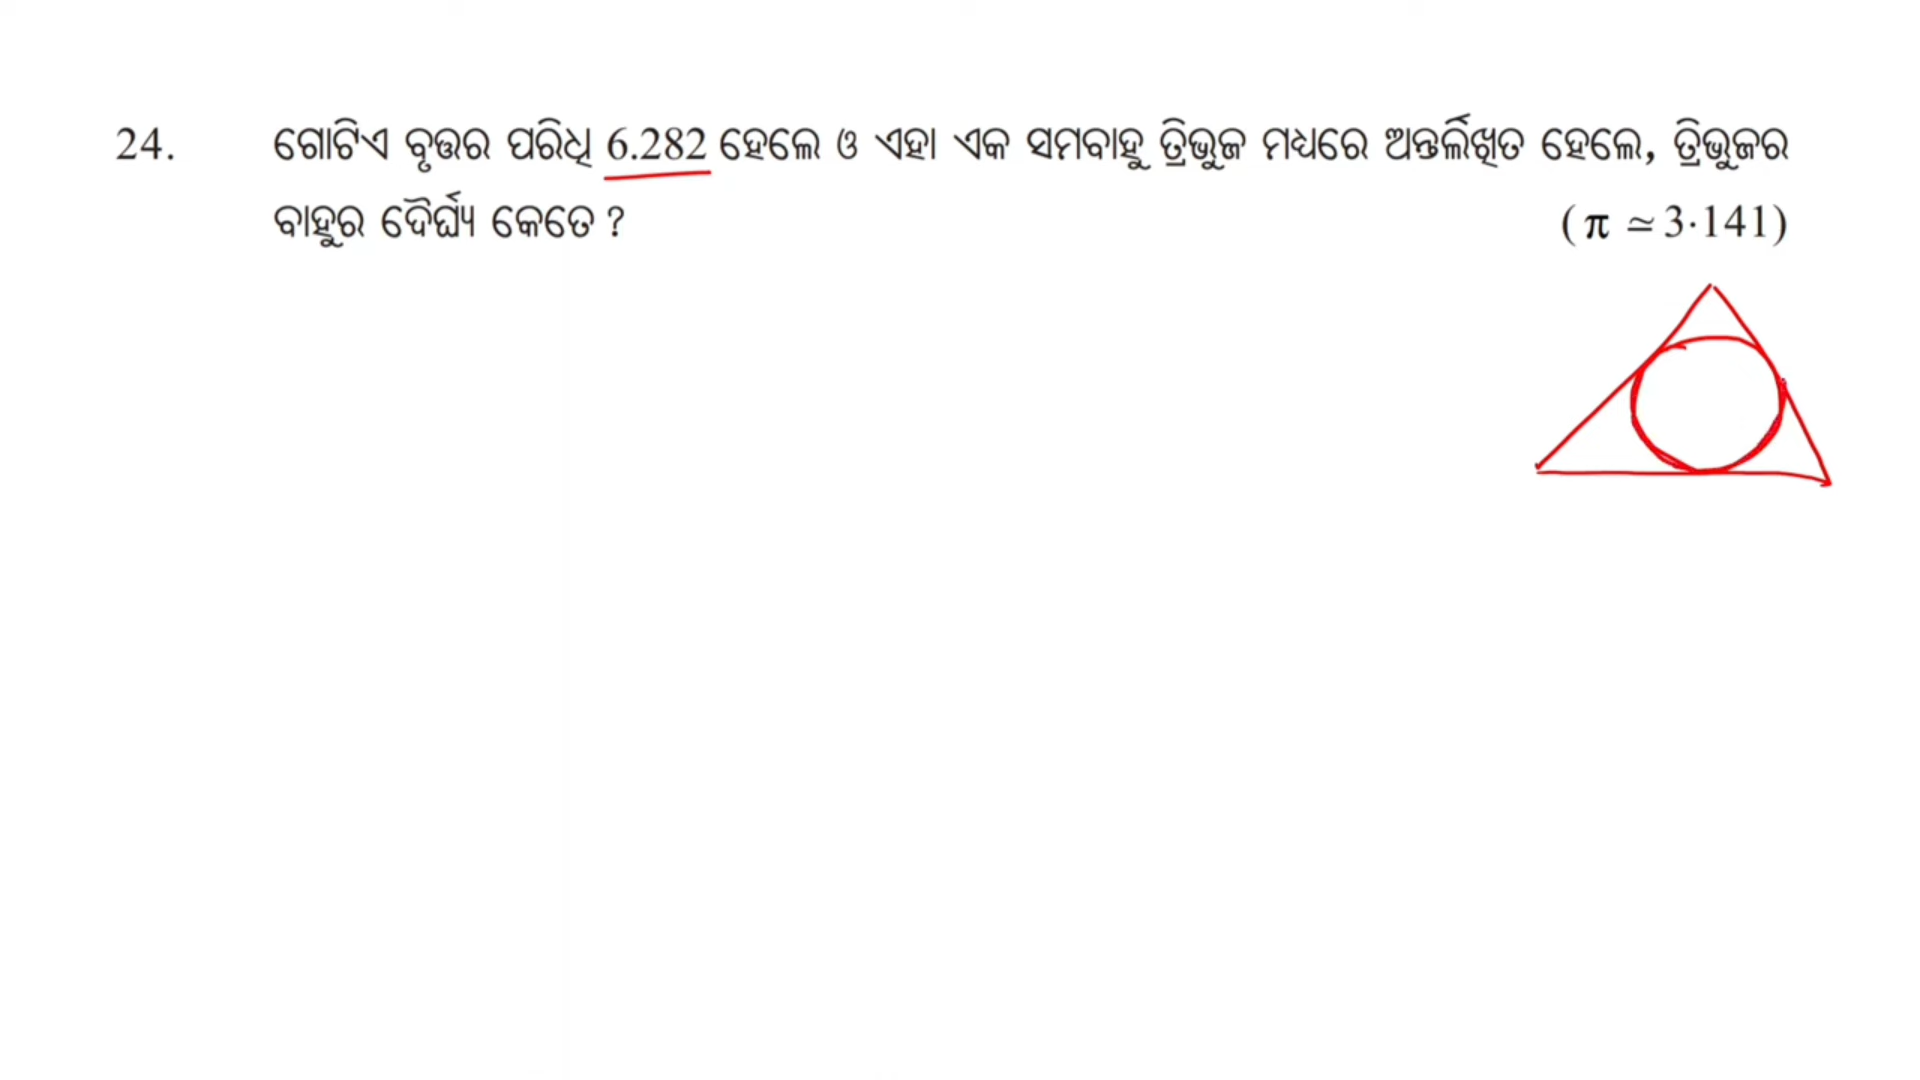 24. ଗୋଟିଏ ବୃତ୍ତର ପରିଧି 6.282 ହେଲେ ଓ ଏହା ଏକ ସମବାହୁ ତ୍ରିଭୁଜ ମଧ୍ୟରେ ଅନ୍ତର୍ଲିଖିତ ହେଲେ, ତ୍ରିଭୁଜର
ବାହୁର ଦୈର୍ଘ୍ୟ କେତେ ? (π ≃ 3·141)